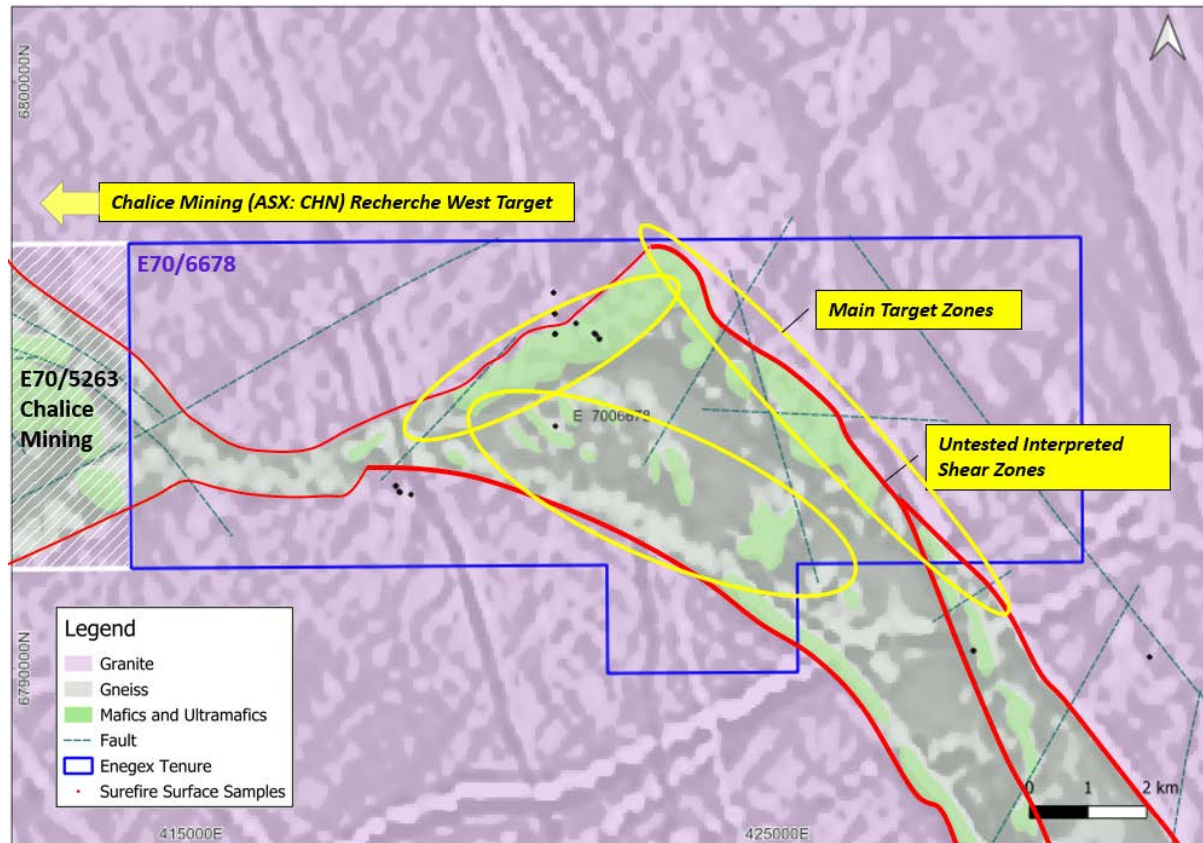 6800000N
Chalice Mining (ASX: CHN) Recherche West Target
E70/6678
Main Target Zones
E70/5263
Chalice
Mining
E 7006678
Untested Interpreted
Shear Zones
Legend
Granite
Gneiss
Mafics and Ultramafics
Fault
Enegex Tenure
Surefire Surface Samples
6790000N
0 1 2 km
415000E
425000E